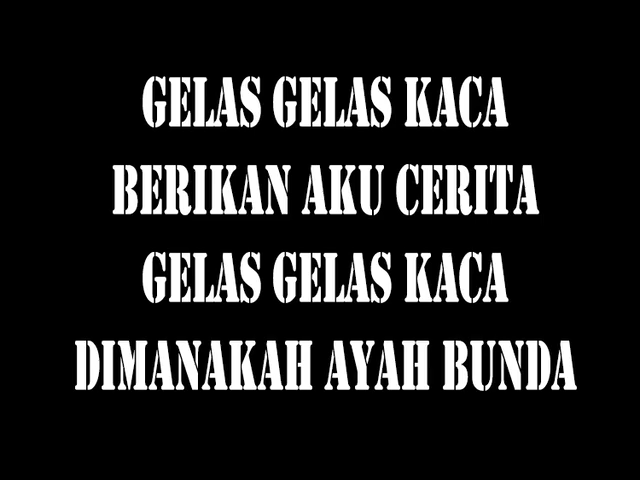 GELAS GELAS KACA
BERIKAN AKU CERITA
GELAS GELAS KACA
DIMANAKAH AYAH BUNDA